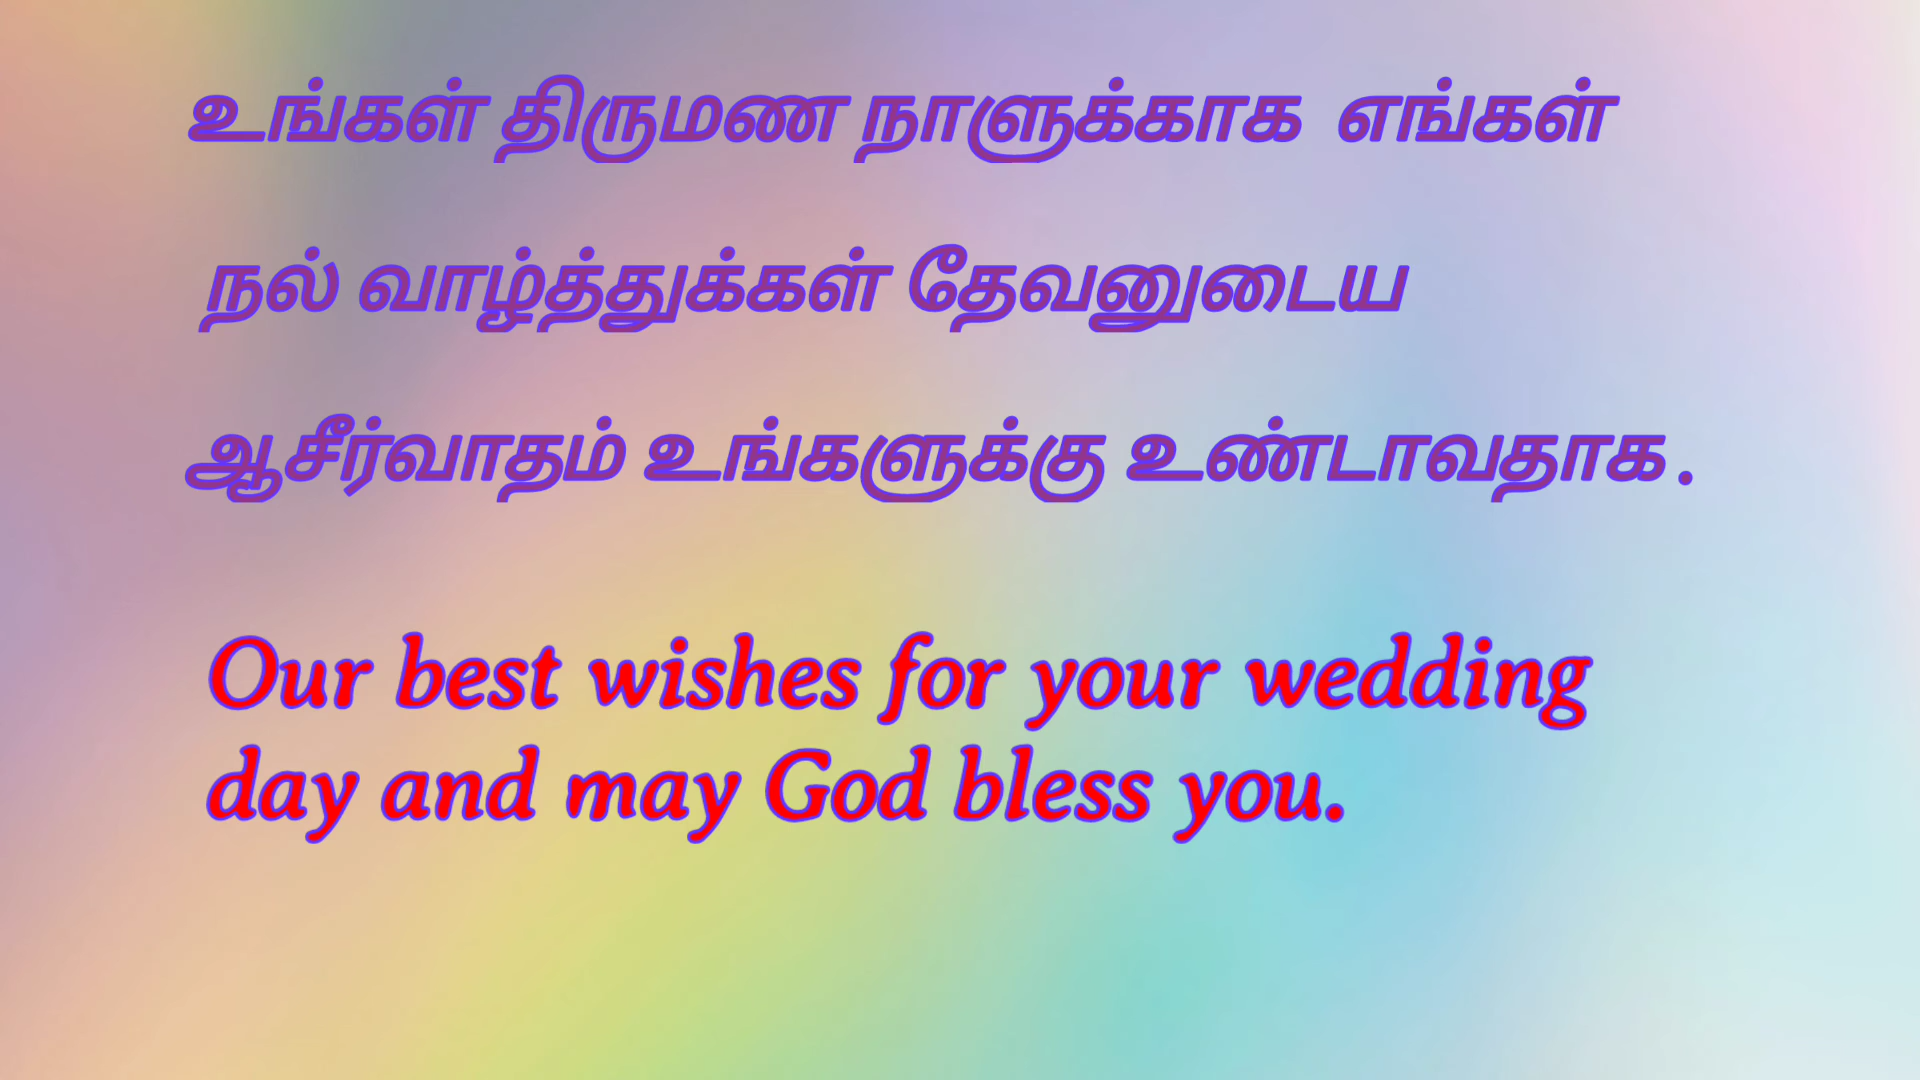 உங்கள் திருமண நாளுக்காக எங்கள்
நல் வாழ்த்துக்கள் தேவனுடைய
ஆசீர்வாதம் உங்களுக்கு உண்டாவதாக.
Our best wishes for your wedding
day and may God bless you.